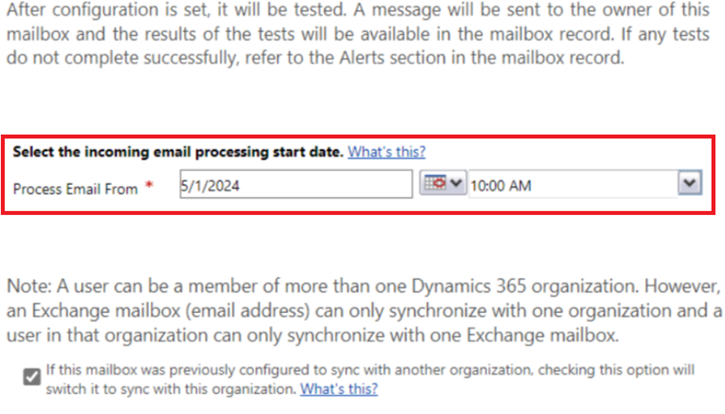 After configuration is set, it will be tested. A message will be sent to the owner of this
mailbox and the results of the tests will be available in the mailbox record. If any tests
do not complete successfully, refer to the Alerts section in the mailbox record.
Select the incoming email processing start date. What's this?
Process Email From * 5/1/2024 10:00 AM
Note: A user can be a member of more than one Dynamics 365 organization. However,
an Exchange mailbox (email address) can only synchronize with one organization and a
user in that organization can only synchronize with one Exchange mailbox.
If this mailbox was previously configured to sync with another organization, checking this option will
switch it to sync with this organization. What's this?